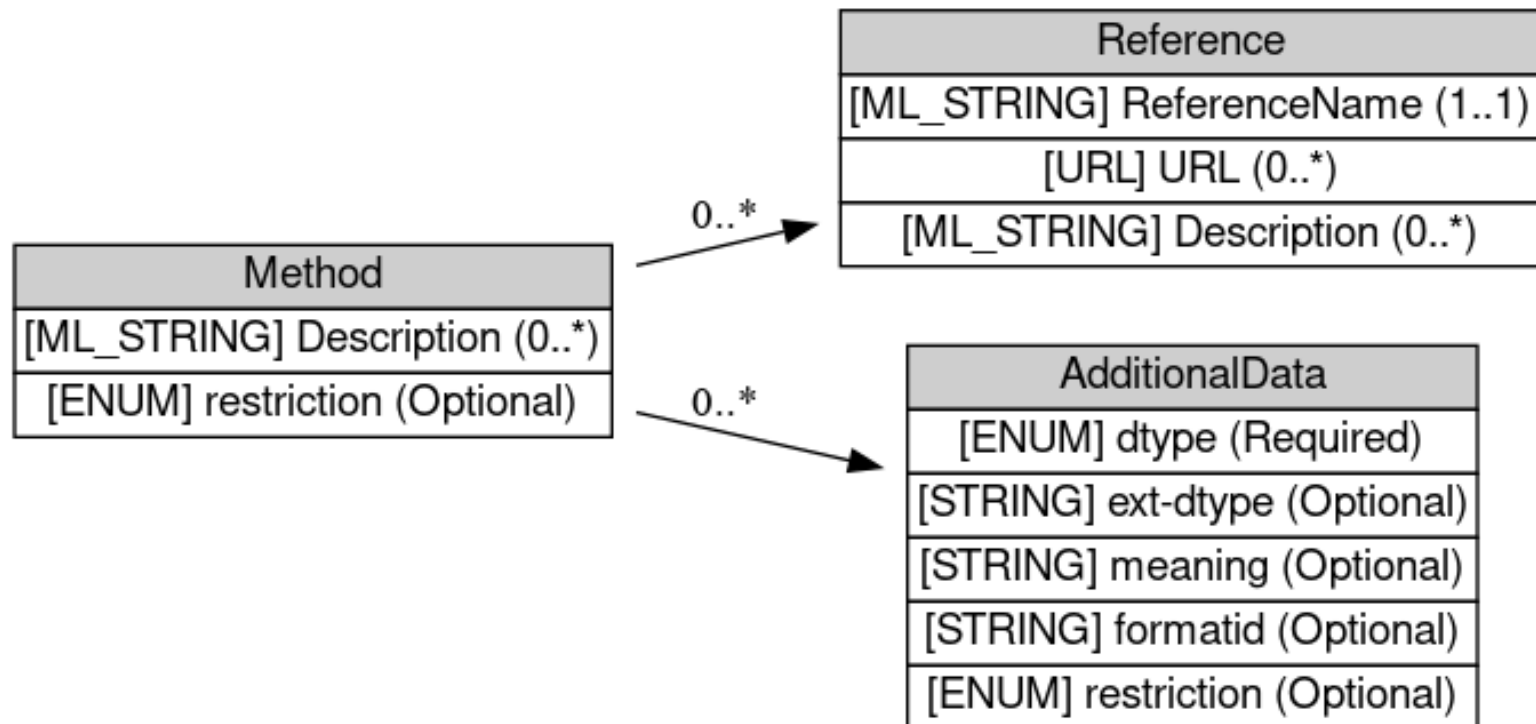 Reference
[ML_STRING] ReferenceName (1..1)
[URL] URL (0..*)
[ML_STRING] Description (0..*)
0..*
Method
[ML_STRING] Description (0..*)
[ENUM] restriction (Optional)
0..*
AdditionalData
[ENUM] dtype (Required)
[STRING] ext-dtype (Optional)
[STRING] meaning (Optional)
[STRING] formatid (Optional)
[ENUM] restriction (Optional)